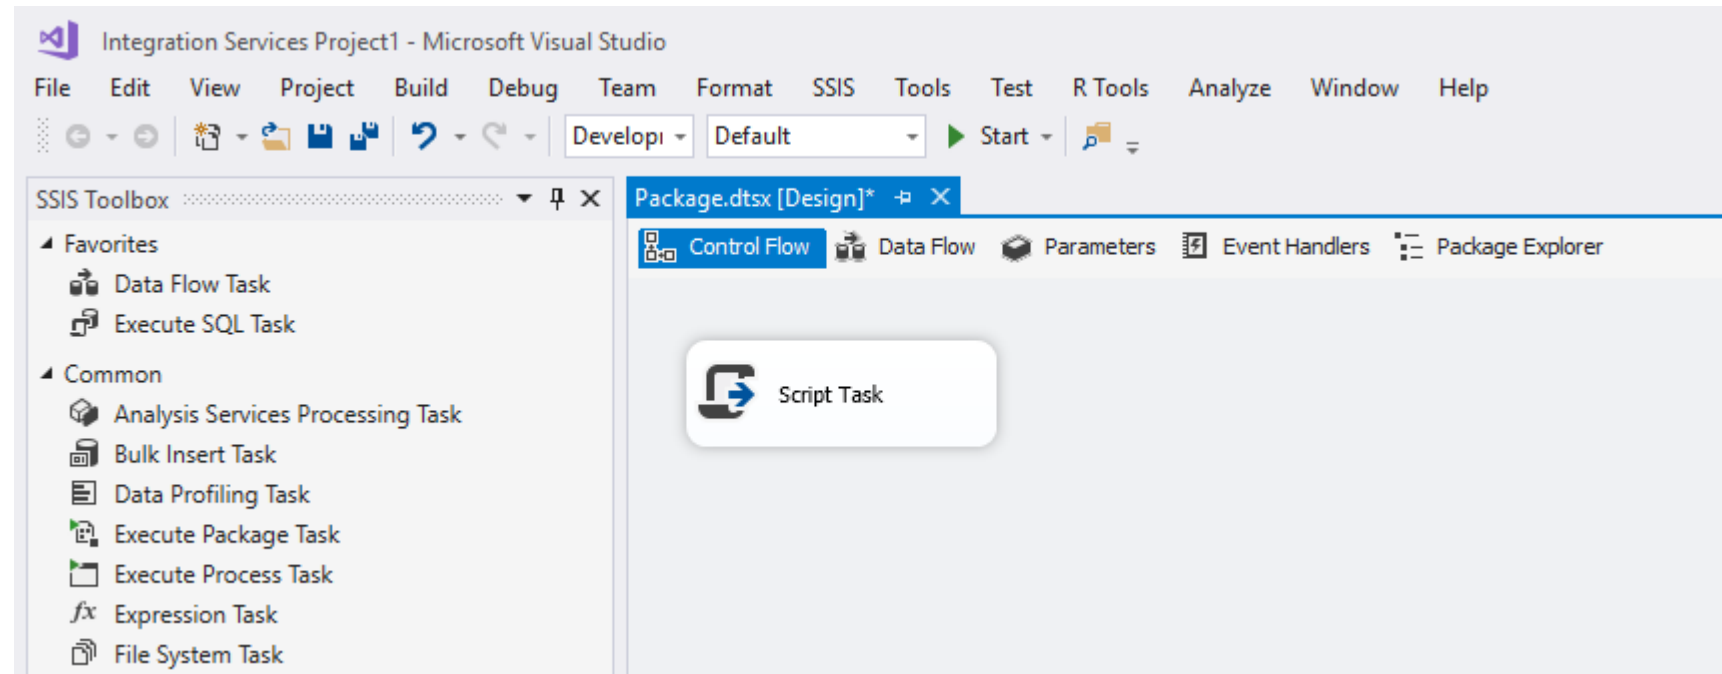 Integration Services Project1 - Microsoft Visual Studio
File Edit View Project Build Debug Team Format SSIS Tools Test R Tools Analyze Window Help
Developı Default Start
SSIS Toolbox
Package.dtsx [Design]*
Control Flow Data Flow Parameters Event Handlers Package Explorer
Favorites
Data Flow Task
Execute SQL Task
Common
Analysis Services Processing Task
Bulk Insert Task
Data Profiling Task
Execute Package Task
Execute Process Task
fx Expression Task
File System Task
Script Task